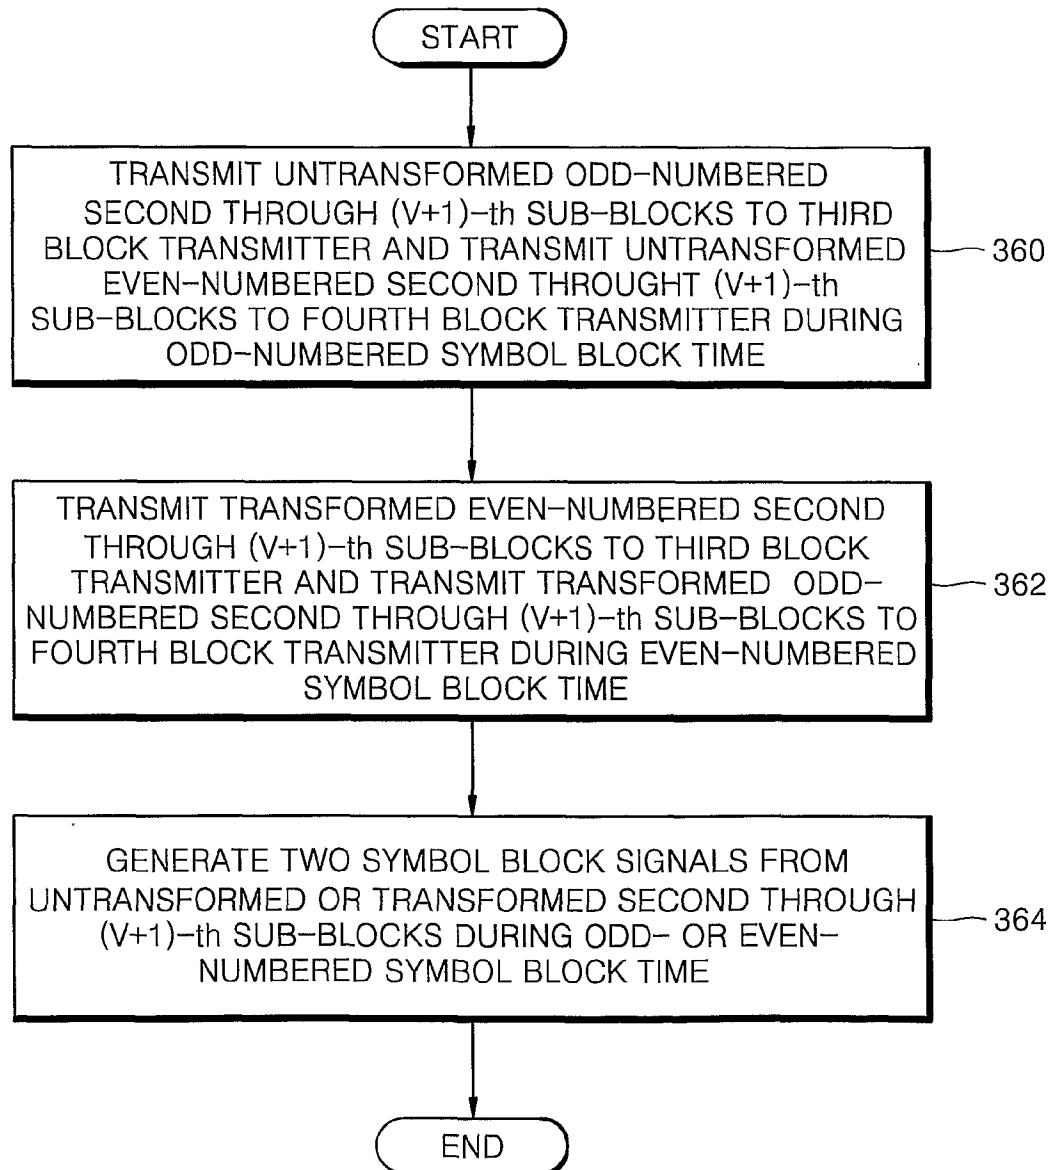 START
TRANSMIT UNTRANSFORMED ODD-NUMBERED
SECOND THROUGH (V+1)-th SUB-BLOCKS TO THIRD
BLOCK TRANSMITTER AND TRANSMIT UNTRANSFORMED
EVEN-NUMBERED SECOND THROUGHT (V+1)-th
SUB-BLOCKS TO FOURTH BLOCK TRANSMITTER DURING
ODD-NUMBERED SYMBOL BLOCK TIME
360
TRANSMIT TRANSFORMED EVEN-NUMBERED SECOND
THROUGH (V+1)-th SUB-BLOCKS TO THIRD BLOCK
TRANSMITTER AND TRANSMIT TRANSFORMED ODD-
NUMBERED SECOND THROUGH (V+1)-th SUB-BLOCKS TO
FOURTH BLOCK TRANSMITTER DURING EVEN-NUMBERED
SYMBOL BLOCK TIME
362
GENERATE TWO SYMBOL BLOCK SIGNALS FROM
UNTRANSFORMED OR TRANSFORMED SECOND THROUGH
(V+1)-th SUB-BLOCKS DURING ODD- OR EVEN-
NUMBERED SYMBOL BLOCK TIME
364
END